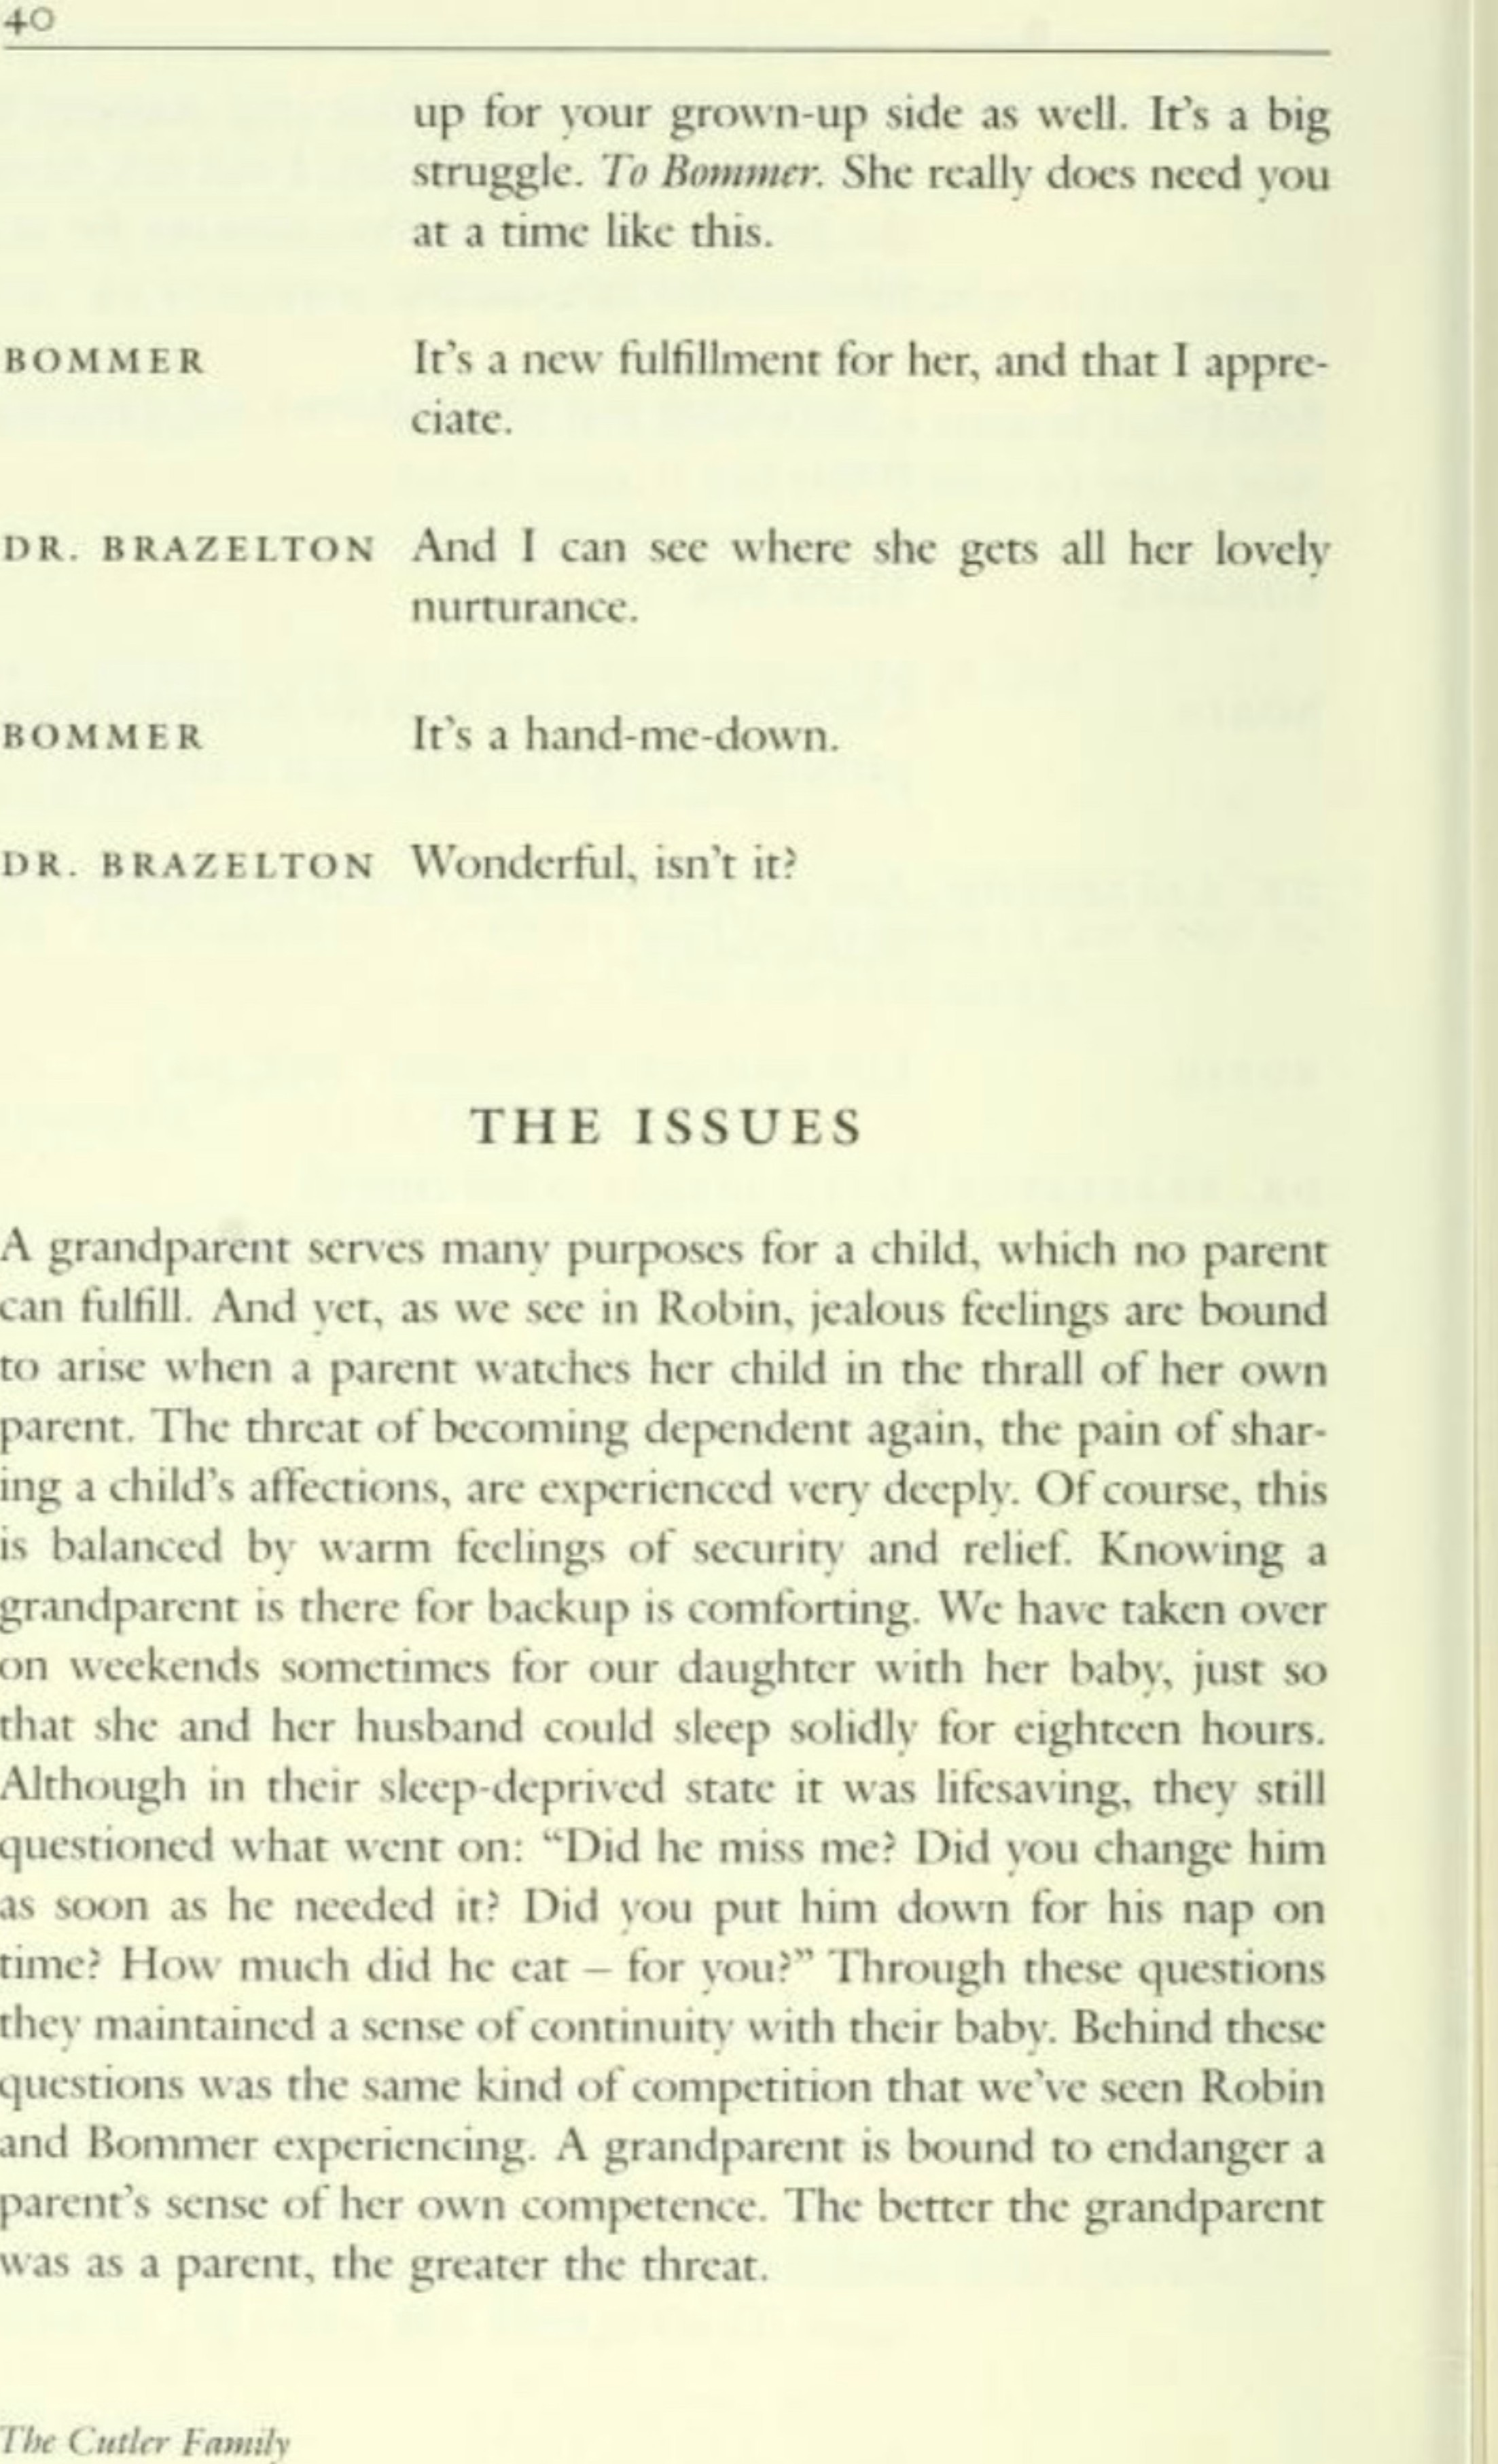 40
up for your grown-up side as well. It's a big
struggle. To Bommer. She really does need you
at a time like this.
BOMMER It's a new fulfillment for her, and that I appre-
ciate.
DR. BRAZELTON And I can see where she gets all her lovely
nurturance.
BOMMER It's a hand-me-down.
DR. BRAZELTON Wonderful, isn't it?
THE ISSUES
A grandparent serves many purposes for a child, which no parent
can fulfill. And yet, as we see in Robin, jealous feelings are bound
to arise when a parent watches her child in the thrall of her own
parent. The threat of becoming dependent again, the pain of shar-
ing a child's affections, are experienced very deeply. Of course, this
is balanced by warm feelings of security and relief. Knowing a
grandparent is there for backup is comforting. We have taken over
on weekends sometimes for our daughter with her baby, just so
that she and her husband could sleep solidly for eighteen hours.
Although in their sleep-deprived state it was lifesaving, they still
questioned what went on: “Did he miss me? Did you change him
as soon as he needed it? Did you put him down for his nap on
time? How much did he eat – for you?” Through these questions
they maintained a sense of continuity with their baby. Behind these
questions was the same kind of competition that we've seen Robin
and Bommer experiencing. A grandparent is bound to endanger a
parent's sense of her own competence. The better the grandparent
was as a parent, the greater the threat.
The Cutler Family